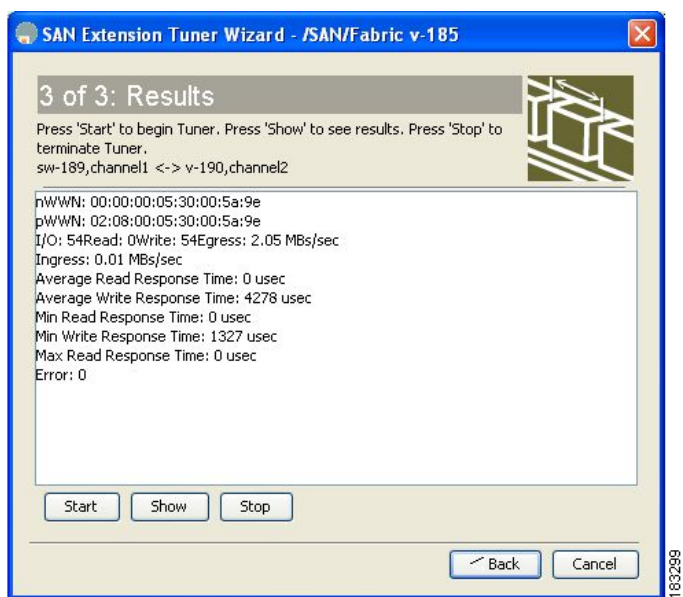 SAN Extension Tuner Wizard - /SAN/Fabric v-185
3 of 3: Results
Press 'Start' to begin Tuner. Press 'Show' to see results. Press 'Stop' to
terminate Tuner.
sw-189,channel1 <-> v-190,channel2
nWWN: 00:00:00:05:30:00:5a:9e
pWWN: 02:08:00:05:30:00:5a:9e
I/O: 54Read: 0Write: 54Egress: 2.05 MBs/sec
Ingress: 0.01 MBs/sec
Average Read Response Time: 0 usec
Average Write Response Time: 4278 usec
Min Read Response Time: 0 usec
Min Write Response Time: 1327 usec
Max Read Response Time: 0 usec
Error: 0
Start Show Stop
Back Cancel
183299